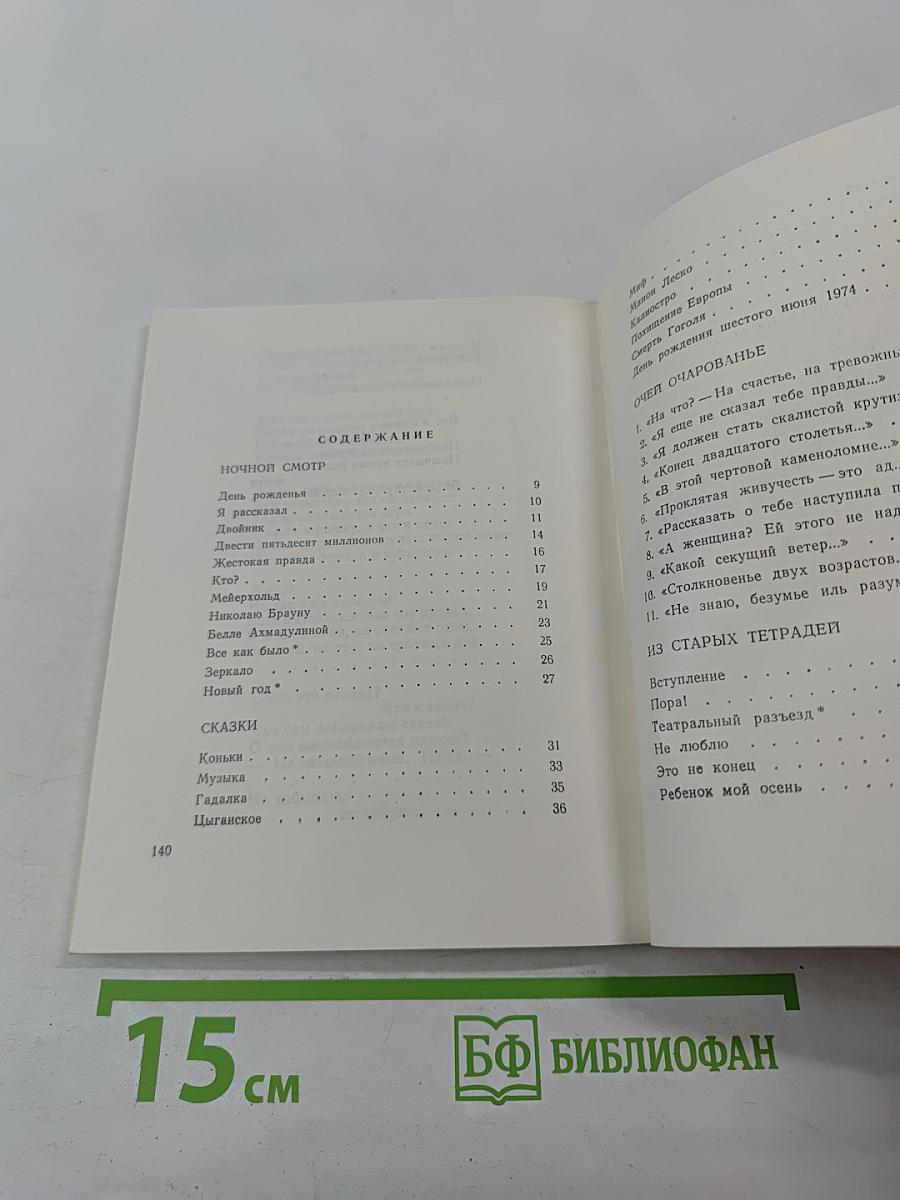 СОДЕРЖАНИЕ
НОЧНОЙ СМОТР
День рожденья . . . 9
Я рассказал . . . 10
Двойник . . . 11
Двести пятьдесят миллионов . . . 14
Жестокая правда . . . 16
Кто? . . . 17
Мейерхольд . . . 19
Николаю Брауну . . . 21
Белле Ахмадулиной . . . 23
Все как было * . . . 25
Зеркало . . . 26
Новый год * . . . 27
СКАЗКИ
Коньки . . . 31
Музыка . . . 33
Гадалка . . . 35
Цыганское . . . 36
140
Миф . . .
Манон Леско . . .
Калиостро . . .
Похищение Европы . . .
Смерть Гоголя . . .
День рождения шестого июня 1974 . . .
ОЧЕЙ ОЧАРОВАНЬЕ
1. «На что? — На счастье, на тревожны
2. «Я еще не сказал тебе правды...»
3. «Я должен стать скалистой крутиз
4. «Конец двадцатого столетья...» . .
5. «В этой чертовой каменоломне...»
6. «Проклятая живучесть — это ад...
7. «Рассказать о тебе наступила п
8. «А женщина? Ей этого не над
9. «Какой секущий ветер...» . . .
10. «Столкновенье двух возрастов.
11. «Не знаю, безумье иль разум
ИЗ СТАРЫХ ТЕТРАДЕЙ
Вступление . . .
Пора! . . .
Театральный разъезд * . . .
Не люблю . . .
Это не конец . . .
Ребенок мой осень . . .
15 см
БФ БИБЛИОФАН